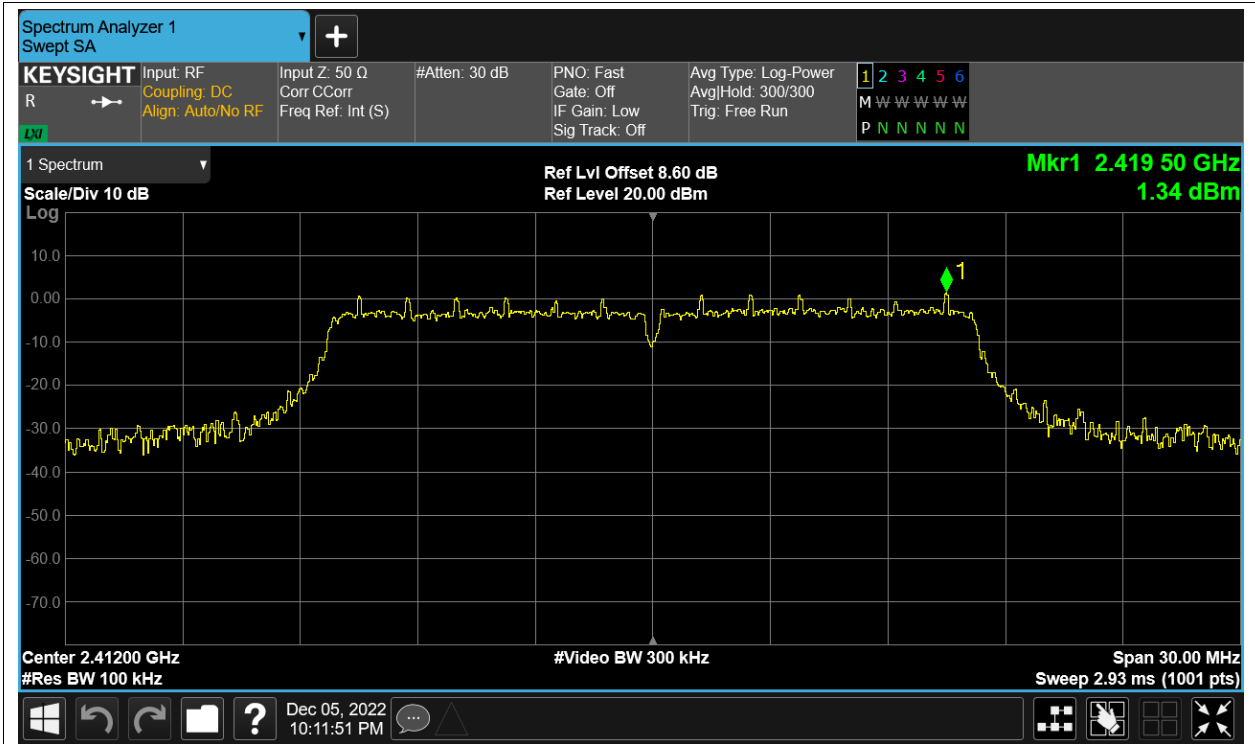 Spectrum Analyzer 1
Swept SA
KEYSIGHT
R
LXI
Input: RF
Coupling: DC
Align: Auto/No RF
Input Z: 50 Ω
Corr CCorr
Freq Ref: Int (S)
#Atten: 30 dB
PNO: Fast
Gate: Off
IF Gain: Low
Sig Track: Off
Avg Type: Log-Power
Avg|Hold: 300/300
Trig: Free Run
1 2 3 4 5 6
M W W W W W
P N N N N N
1 Spectrum
Scale/Div 10 dB
Log
Ref Lvl Offset 8.60 dB
Ref Level 20.00 dBm
Mkr1 2.419 50 GHz
1.34 dBm
10.0
0.00
-10.0
-20.0
-30.0
-40.0
-50.0
-60.0
-70.0
1
Center 2.41200 GHz
#Res BW 100 kHz
#Video BW 300 kHz
Span 30.00 MHz
Sweep 2.93 ms (1001 pts)
?
Dec 05, 2022
10:11:51 PM